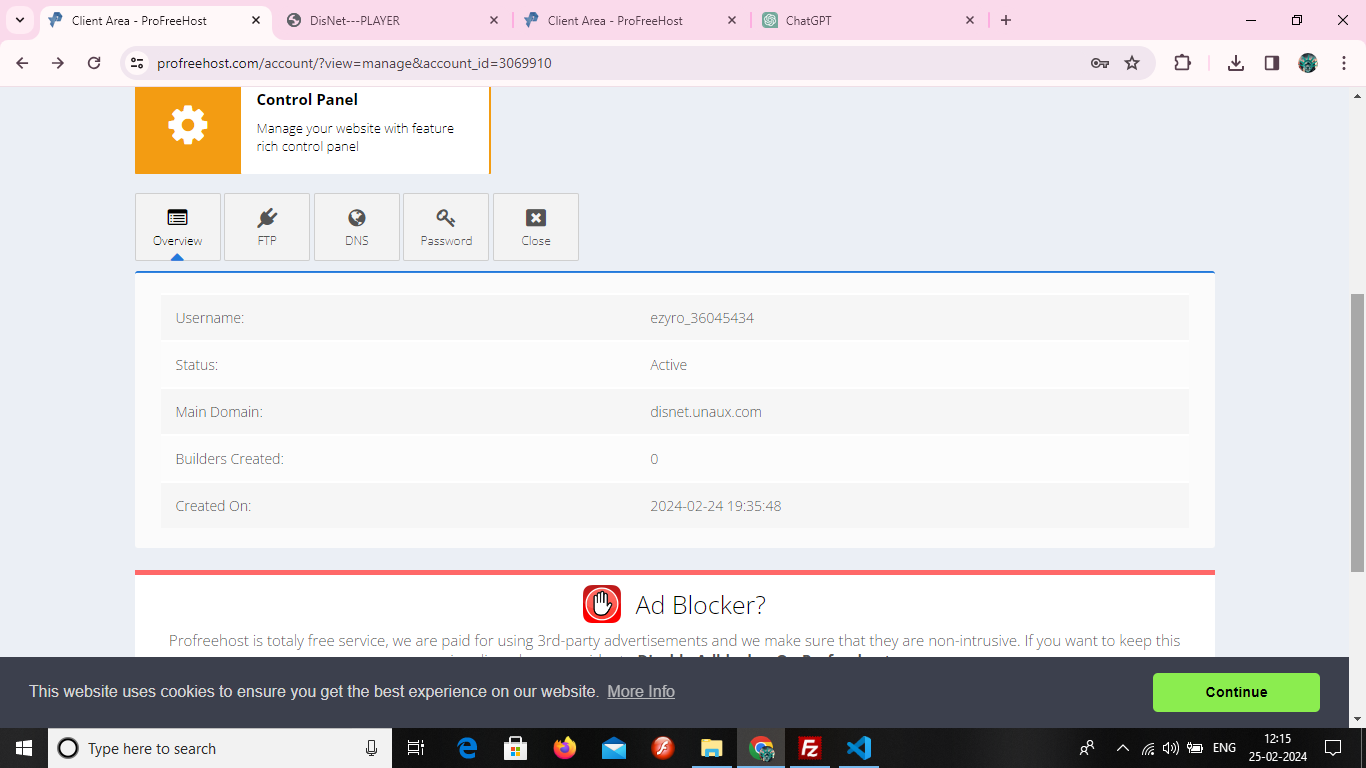 Client Area - ProFreeHost
DisNet---PLAYER
Client Area - ProFreeHost
ChatGPT
profreehost.com/account/?view=manage&account_id=3069910
Control Panel
Manage your website with feature
rich control panel
Overview
FTP
DNS
Password
Close
Username: ezyro_36045434
Status: Active
Main Domain: disnet.unaux.com
Builders Created: 0
Created On: 2024-02-24 19:35:48
Ad Blocker?
Profreehost is totaly free service, we are paid for using 3rd-party advertisements and we make sure that they are non-intrusive. If you want to keep this
This website uses cookies to ensure you get the best experience on our website. More Info
Continue
Type here to search
ENG
12:15
25-02-2024